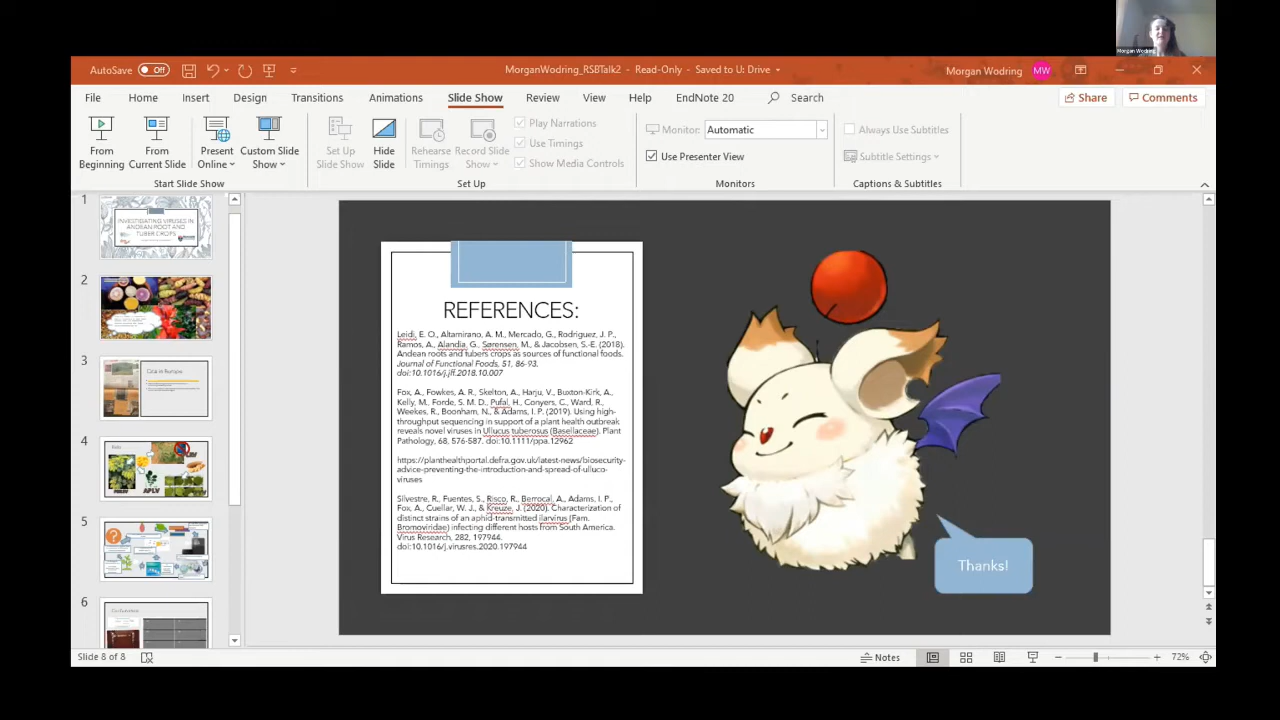 Morgan Wodring
AutoSave Off
MorganWodring_RSBTalk2 - Read-Only - Saved to U: Drive
Morgan Wodring MW
File Home Insert Design Transitions Animations Slide Show Review View Help EndNote 20 Search Share Comments
From Beginning
From Current Slide
Present Online
Custom Slide Show
Start Slide Show
Set Up Slide Show
Hide Slide
Rehearse Timings
Record Slide Show
Play Narrations
Use Timings
Show Media Controls
Set Up
Monitor: Automatic
Use Presenter View
Monitors
Always Use Subtitles
Subtitle Settings
Captions & Subtitles
1
INVESTIGATING VIRUSES IN
ANDEAN ROOT AND
TUBER CROPS
2
3
4
APLV
5
6
REFERENCES:
Leidi, E. O., Altamirano, A. M., Mercado, G., Rodriguez, J. P.,
Ramos, A., Alandia, G., Sørensen, M., & Jacobsen, S.-E. (2018).
Andean roots and tubers crops as sources of functional foods.
Journal of Functional Foods, 51, 86-93.
doi:10.1016/j.jff.2018.10.007
Fox, A., Fowkes, A. R., Skelton, A., Harju, V., Buxton-Kirk, A.,
Kelly, M., Forde, S. M. D., Pufal, H., Conyers, C., Ward, R.,
Weekes, R., Boonham, N., & Adams, I. P. (2019). Using high-
throughput sequencing in support of a plant health outbreak
reveals novel viruses in Ullucus tuberosus (Basellaceae). Plant
Pathology, 68, 576-587. doi:10.1111/ppa.12962
https://planthealthportal.defra.gov.uk/latest-news/biosecurity-
advice-preventing-the-introduction-and-spread-of-ulluco-
viruses
Silvestre, R., Fuentes, S., Risco, R., Berrocal, A., Adams, I. P.,
Fox, A., Cuellar, W. J., & Kreuze, J. (2020). Characterization of
distinct strains of an aphid-transmitted ilarvirus (Fam.
Bromoviridae) infecting different hosts from South America.
Virus Research, 282, 197944.
doi:10.1016/j.virusres.2020.197944
Thanks!
Slide 8 of 8
Notes
72%